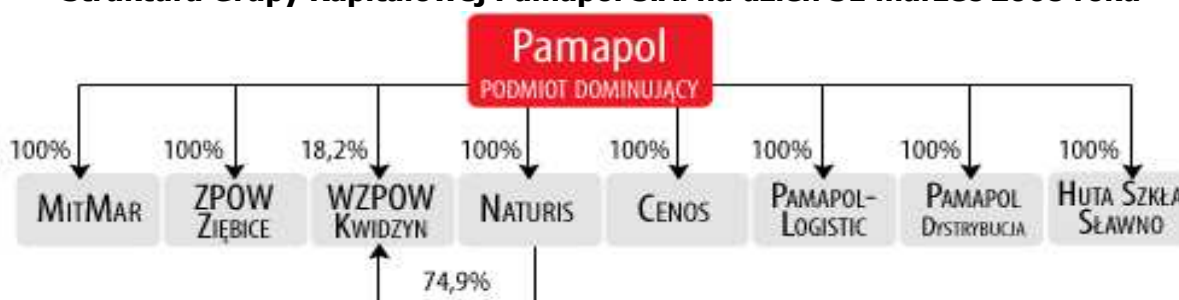 Pamapol
PODMIOT DOMINUJĄCY
100% 100% 18,2% 100% 100% 100% 100% 100%
MITMAR
ZPOW
ZIĘBICE
WZPOW
KWIDZYN
NATURIS
CENOS
PAMAPOL-
LOGISTIC
PAMAPOL
DYSTRYBUCJA
HUTA SZKŁA
SŁAWNO
74,9%